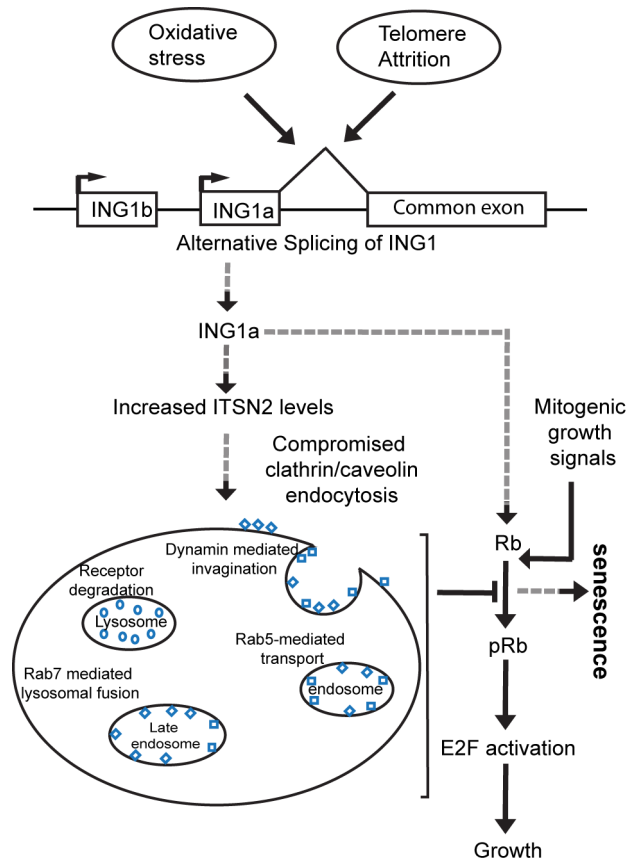 Oxidative
stress
Telomere
Attrition
ING1b
ING1a
Common exon
Alternative Splicing of ING1
ING1a
Increased ITSN2 levels
Mitogenic
growth
signals
Compromised
clathrin/caveolin
endocytosis
Dynamin mediated
invagination
Receptor
degradation
Lysosome
Rab5-mediated
transport
endosome
Rab7 mediated
lysosomal fusion
Late
endosome
Rb
senescence
pRb
E2F activation
Growth